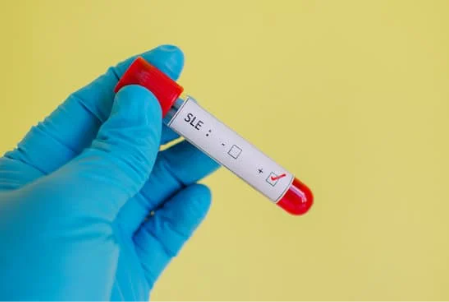 SLE :
- ☐
+ ☑